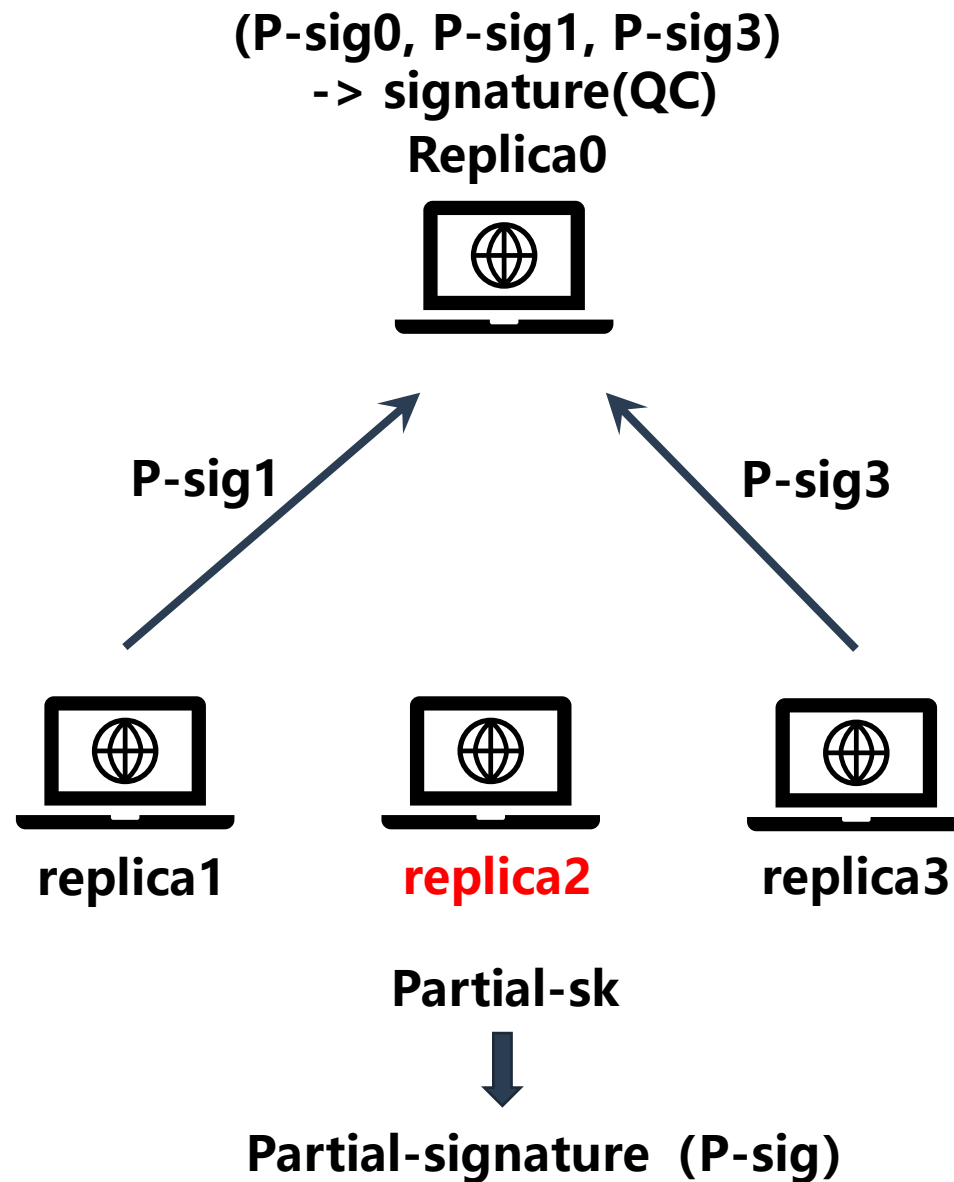 (P-sig0, P-sig1, P-sig3)
-> signature(QC)
Replica0
P-sig1
P-sig3
replica1
replica2
replica3
Partial-sk
Partial-signature (P-sig)